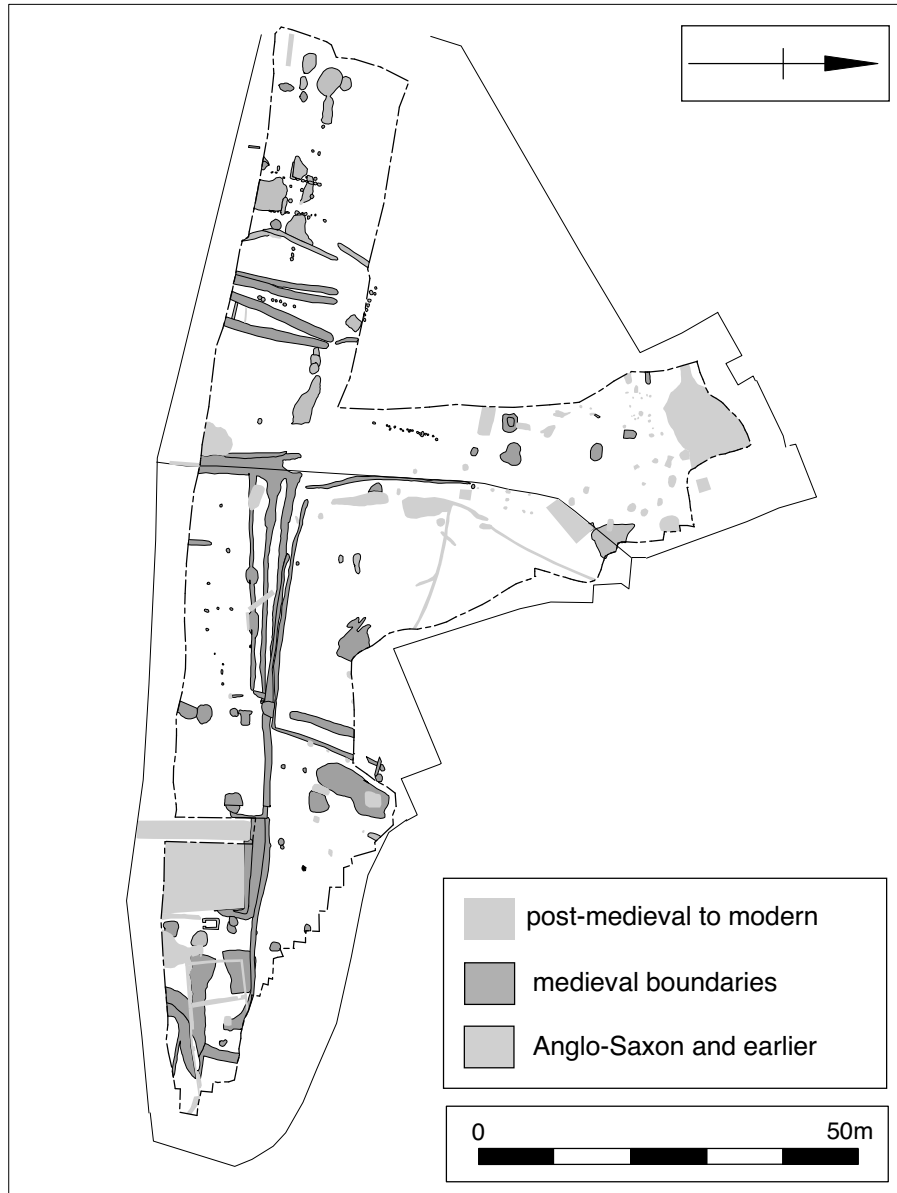 post-medieval to modern
medieval boundaries
Anglo-Saxon and earlier
0 50m